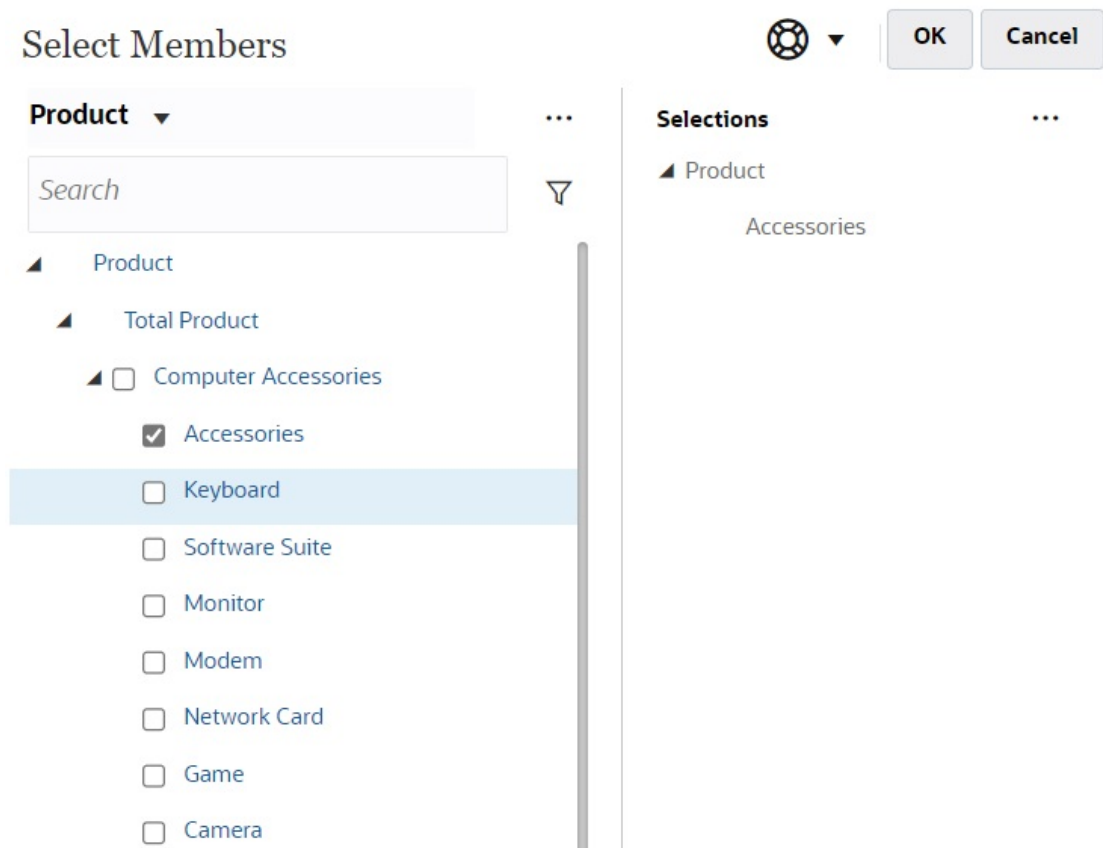 Select Members
OK
Cancel
Product
Search
Product
Total Product
Computer Accessories
Accessories
Keyboard
Software Suite
Monitor
Modem
Network Card
Game
Camera
Selections
Product
Accessories